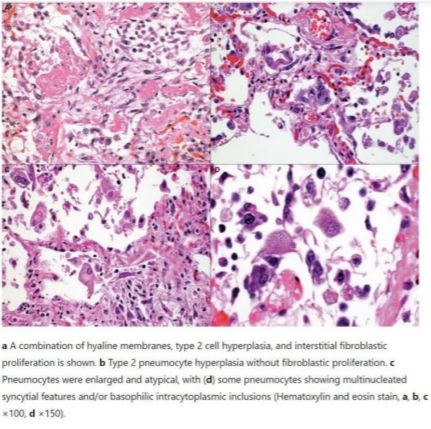 a A combination of hyaline membranes, type 2 cell hyperplasia, and interstitial fibroblastic
proliferation is shown. b Type 2 pneumocyte hyperplasia without fibroblastic proliferation. c
Pneumocytes were enlarged and atypical, with (d) some pneumocytes showing multinucleated
syncytial features and/or basophilic intracytoplasmic inclusions (Hematoxylin and eosin stain, a, b, c
×100, d ×150).